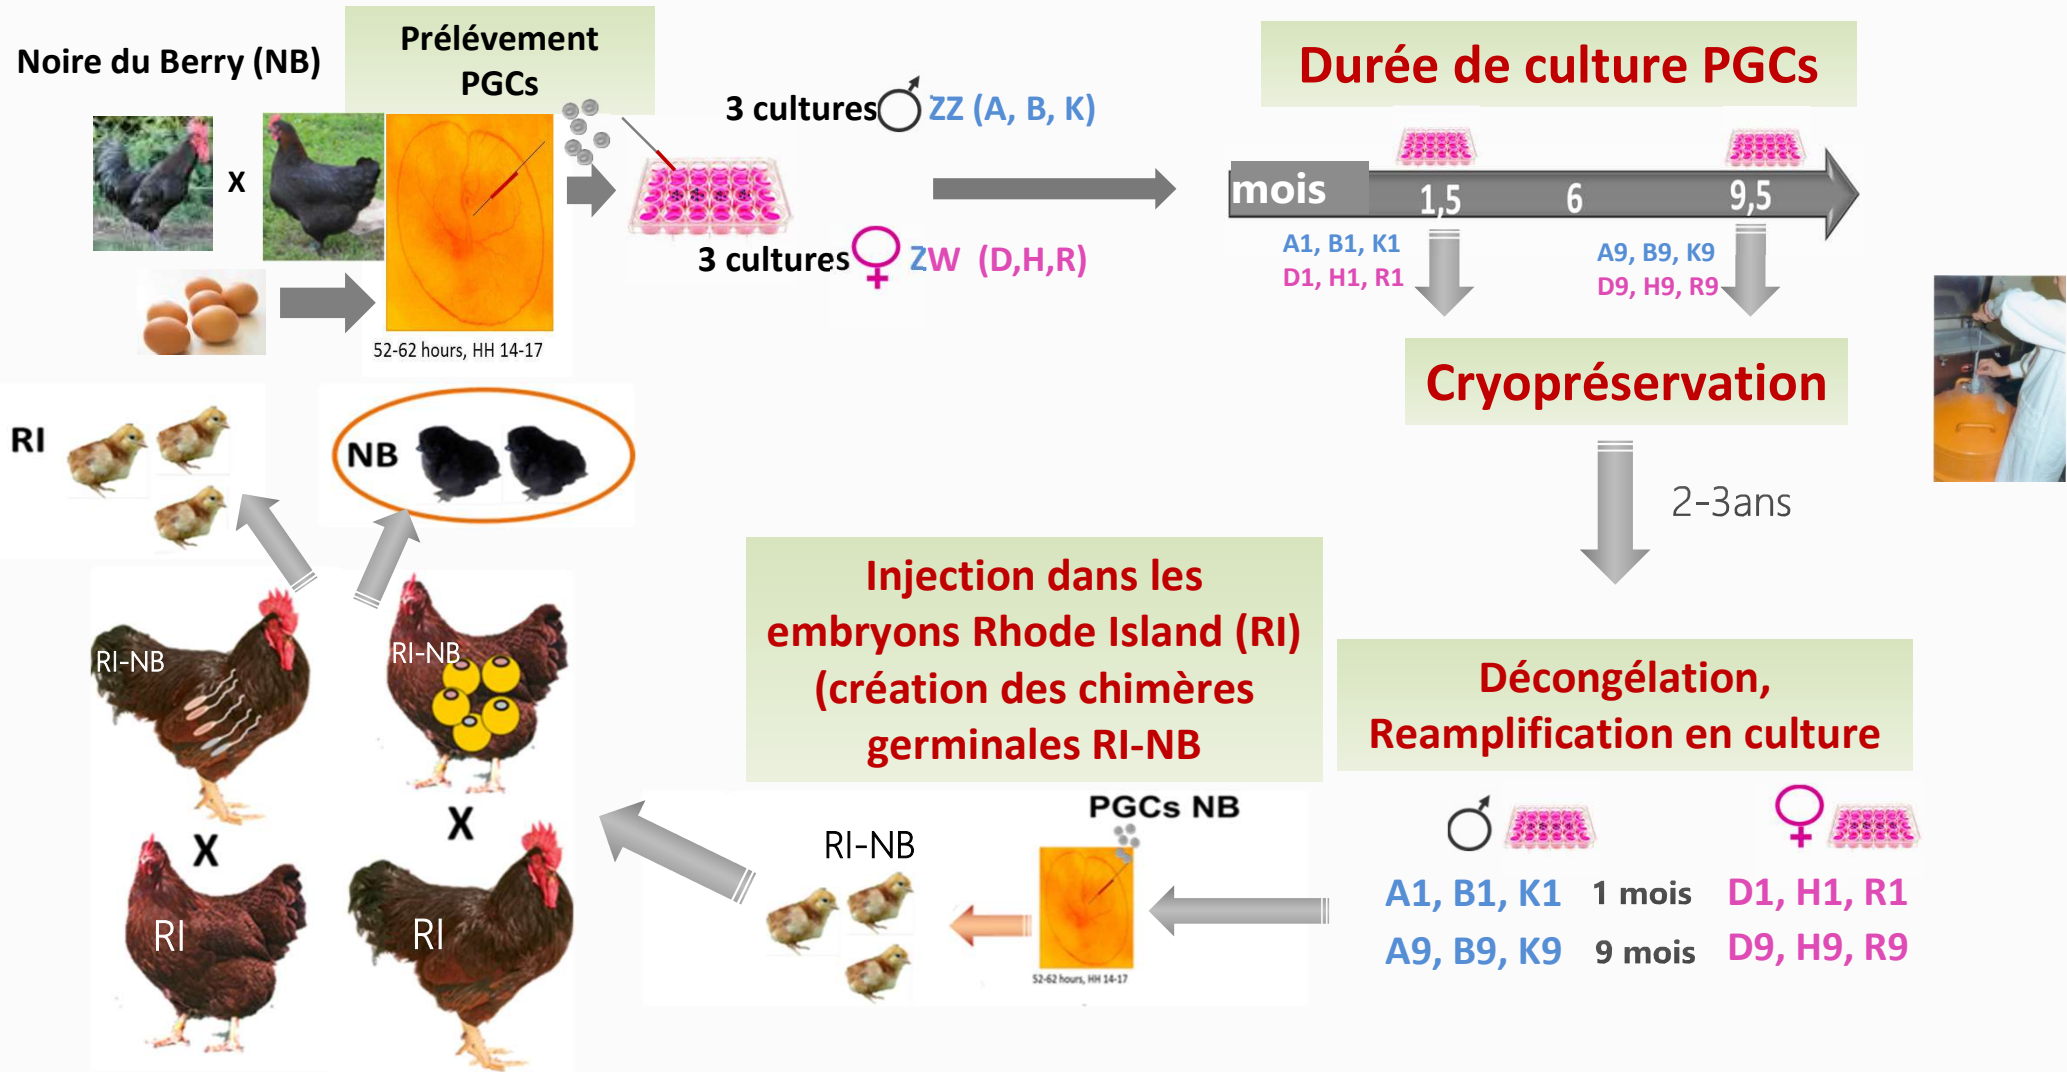 Noire du Berry (NB)
x
Prélévement
PGCs
52-62 hours, HH 14-17
3 cultures ZZ (A, B, K)
3 cultures ZW (D,H,R)
Durée de culture PGCs
mois 1,5 6 9,5
A1, B1, K1
D1, H1, R1
A9, B9, K9
D9, H9, R9
Cryopréservation
2-3ans
Décongélation,
Reamplification en culture
A1, B1, K1 1 mois D1, H1, R1
A9, B9, K9 9 mois D9, H9, R9
Injection dans les
embryons Rhode Island (RI)
(création des chimères
germinales RI-NB
PGCs NB
RI-NB
52-62 hours, HH 14-17
RI
NB
RI-NB
RI-NB
X
X
RI
RI